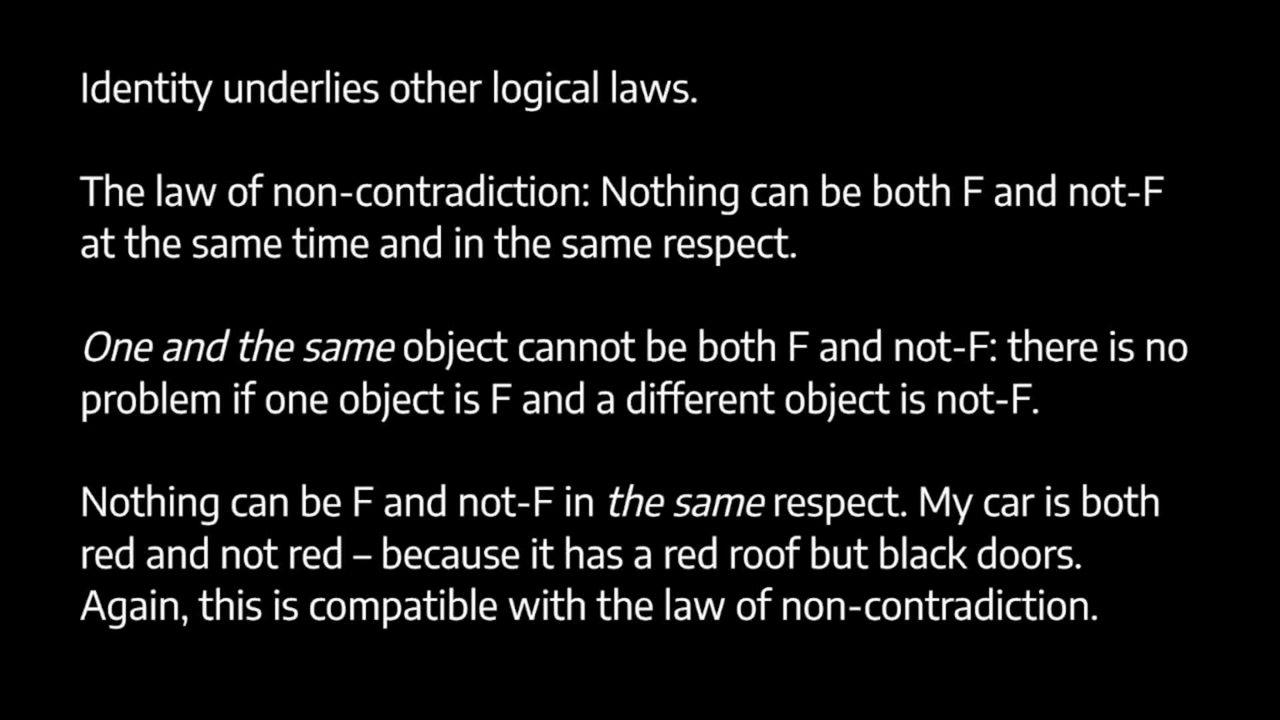 Identity underlies other logical laws.
The law of non-contradiction: Nothing can be both F and not-F
at the same time and in the same respect.
One and the same object cannot be both F and not-F: there is no
problem if one object is F and a different object is not-F.
Nothing can be F and not-F in the same respect. My car is both
red and not red – because it has a red roof but black doors.
Again, this is compatible with the law of non-contradiction.